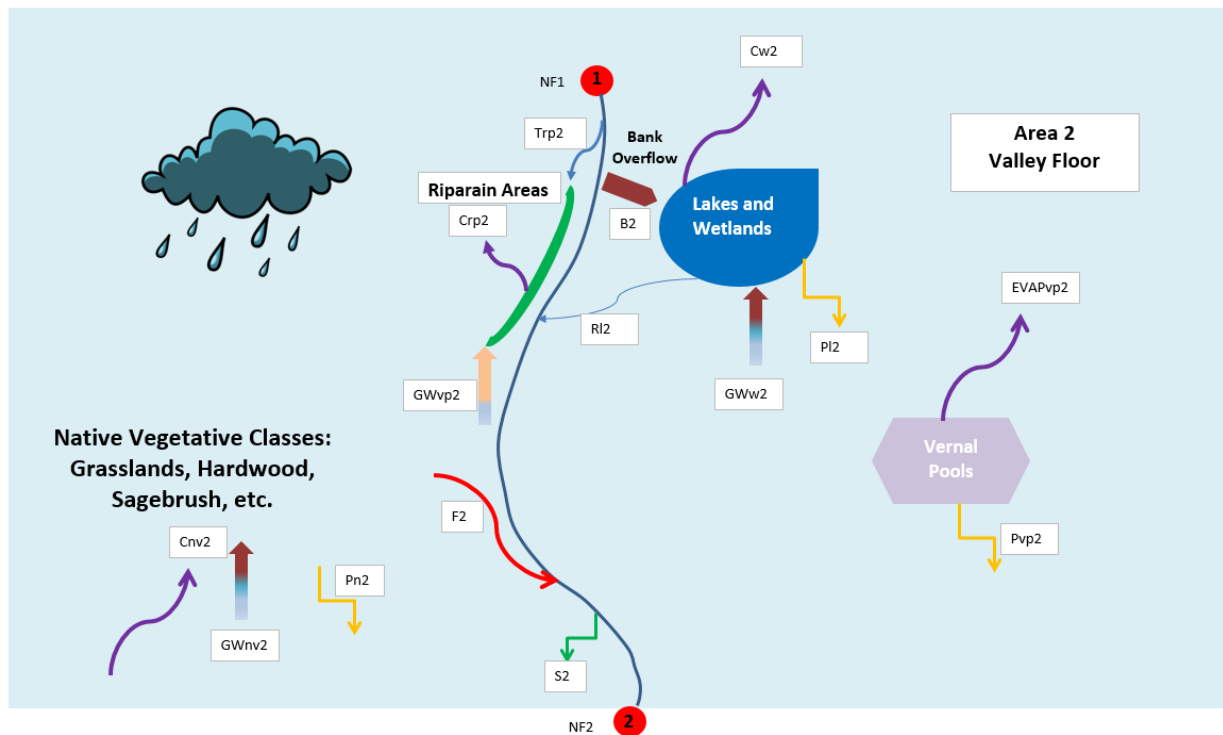 Cw2
NF1
1
Trp2
Bank
Overflow
Area 2
Valley Floor
Riparain Areas
Lakes and
Wetlands
Crp2
B2
EVAPvp2
Rl2
Pl2
GWvp2
GWw2
Native Vegetative Classes:
Grasslands, Hardwood,
Sagebrush, etc.
Vernal
Pools
F2
Cnv2
Pvp2
Pn2
GWnv2
S2
NF2
2